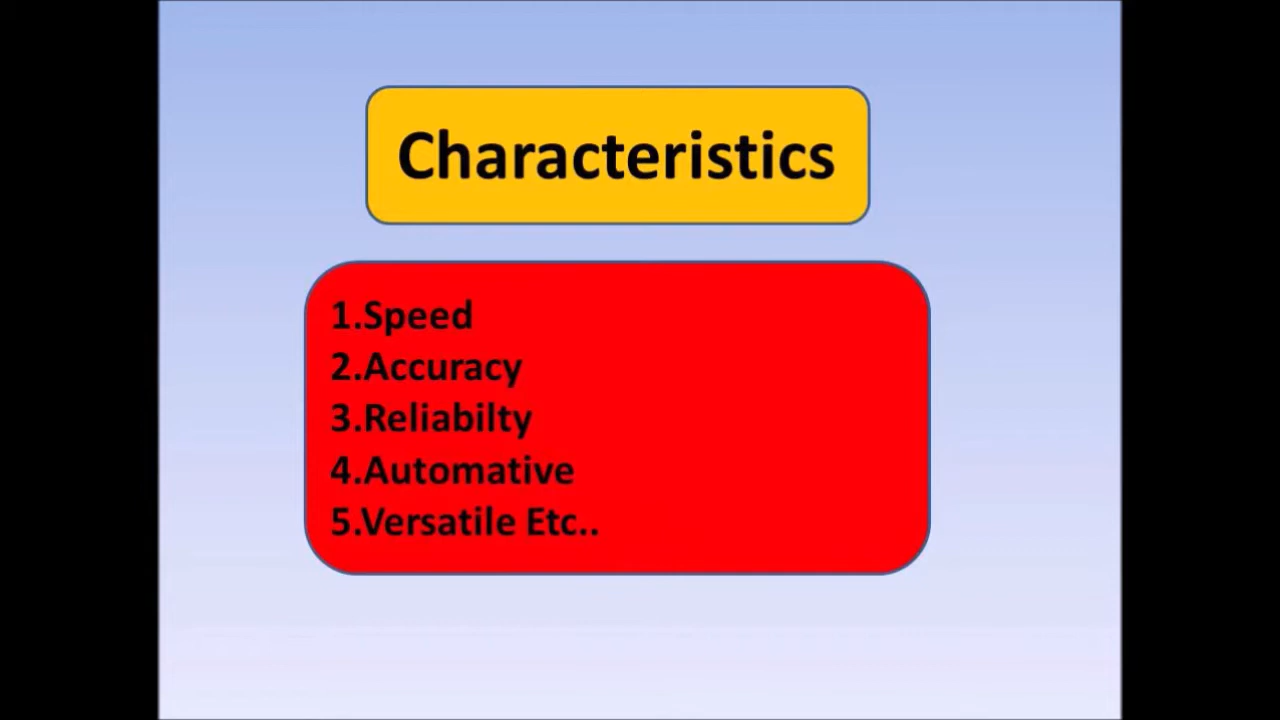 Characteristics
1.Speed
2.Accuracy
3.Reliabilty
4.Automative
5.Versatile Etc..